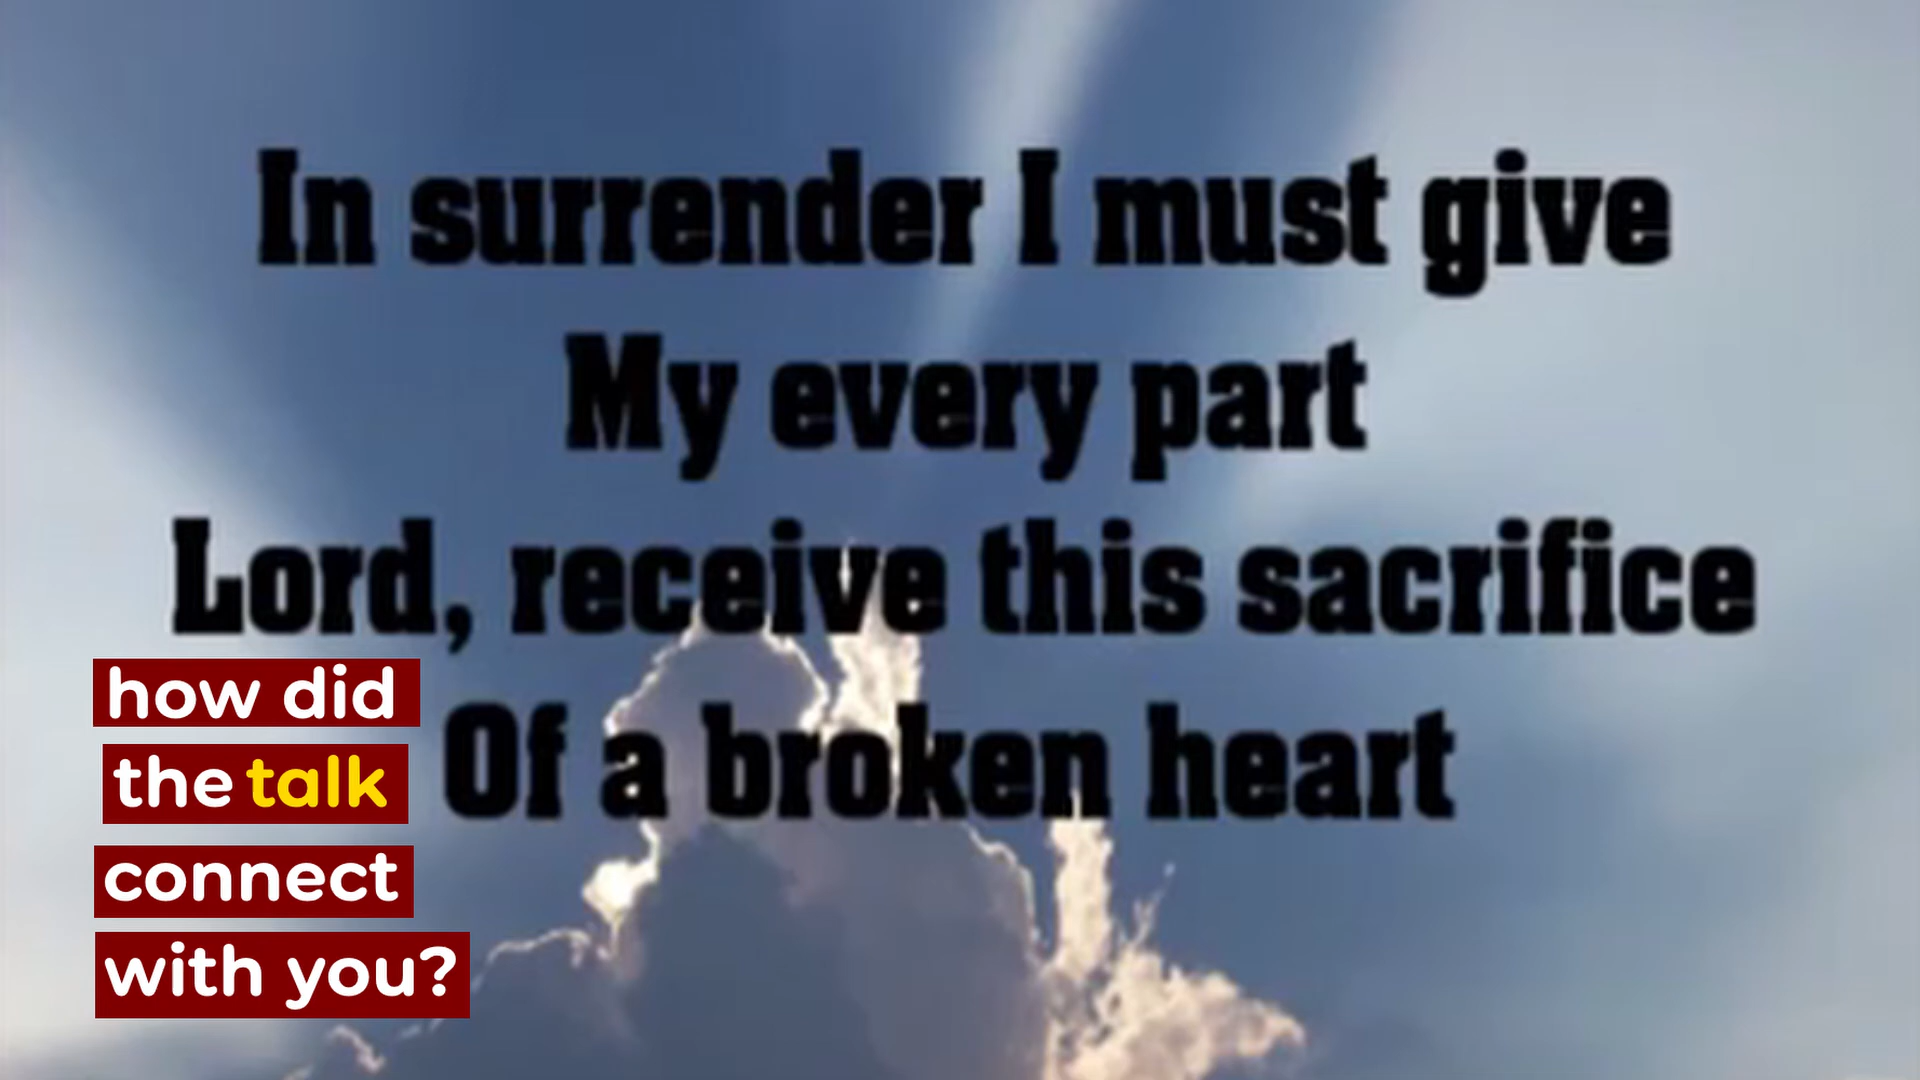 In surrender I must give
My every part
Lord, receive this sacrifice
Of a broken heart
how did
the talk
connect
with you?